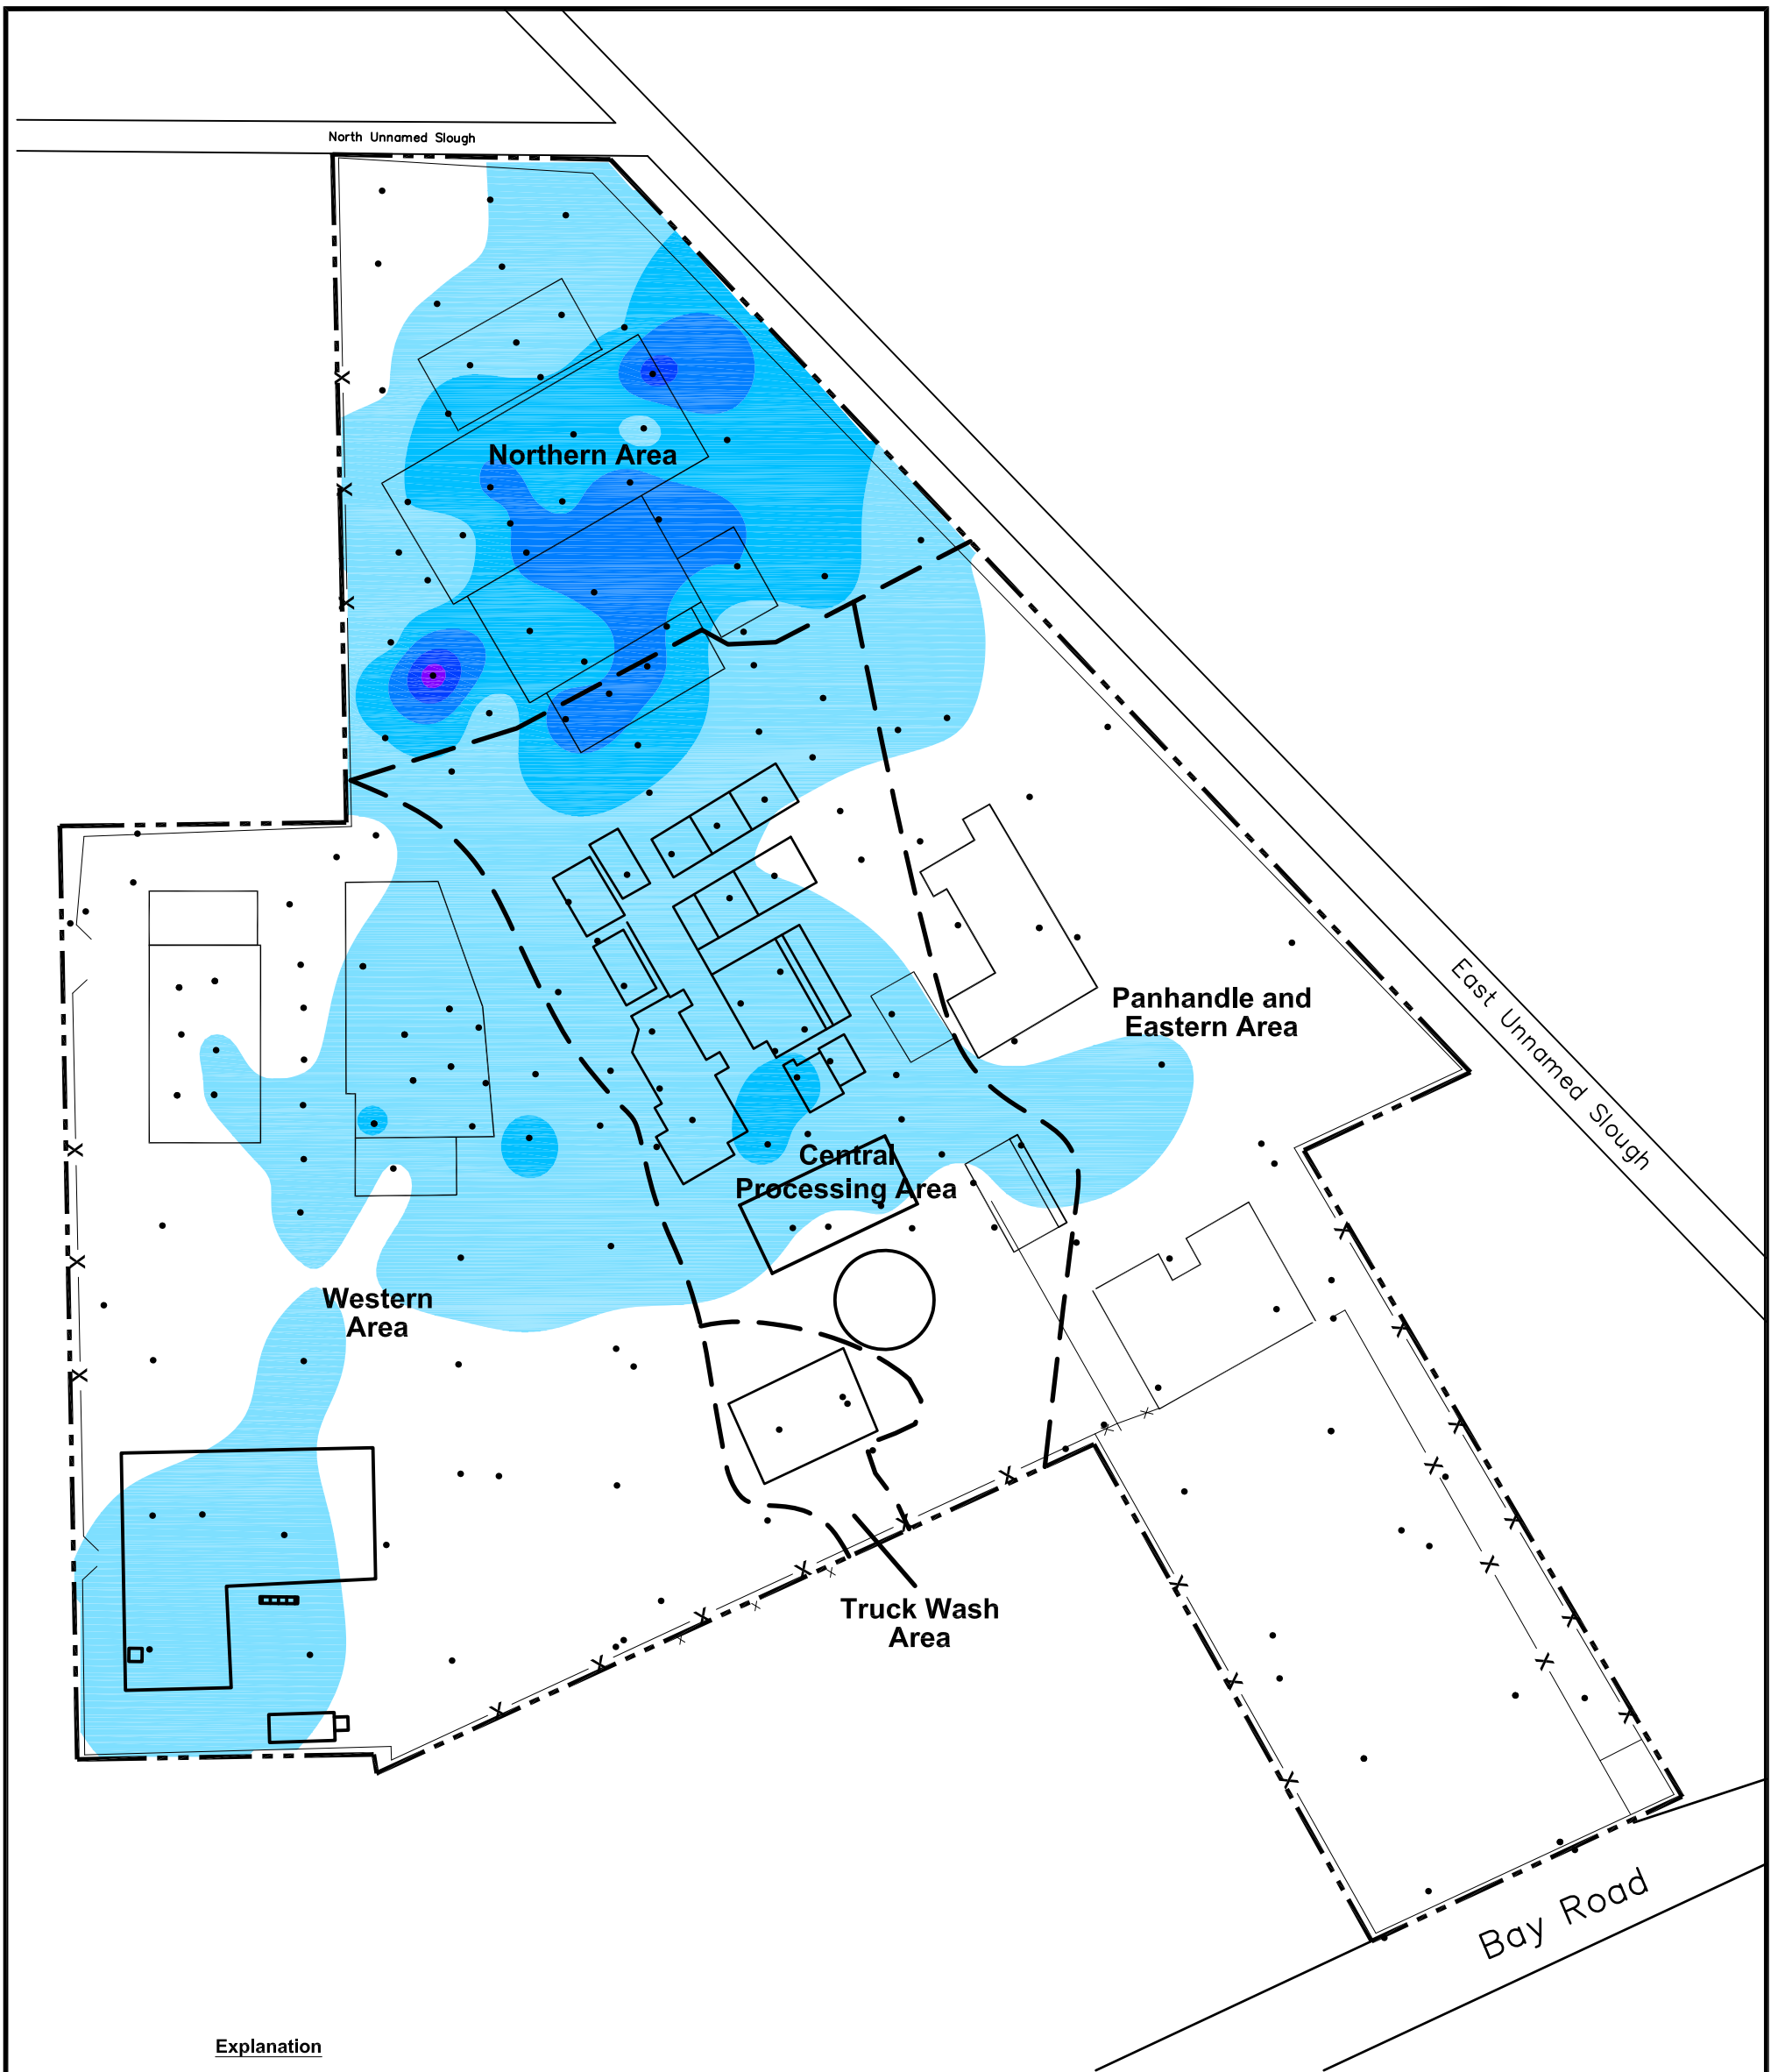 North Unnamed Slough
Northern Area
East Unnamed Slough
Panhandle and
Eastern Area
Central
Processing Area
Western
Area
Truck Wash
Area
Bay Road
Explanation